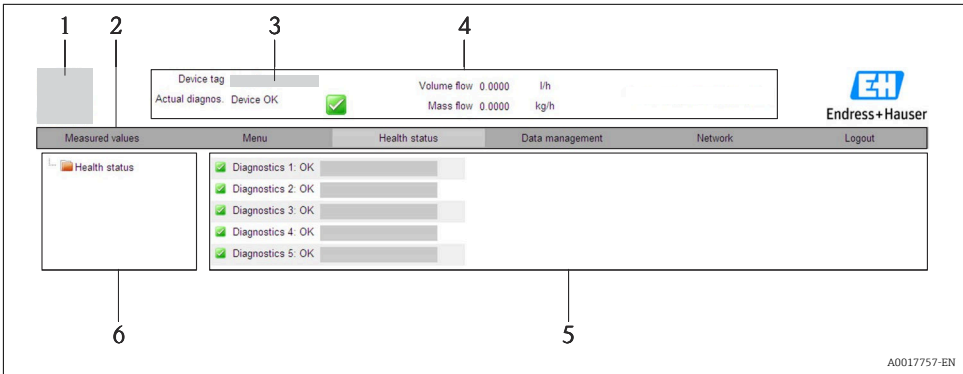 1 2 3 4
Device tag
Volume flow 0.0000 l/h
Actual diagnos. Device OK
Mass flow 0.0000 kg/h
EH
Endress+Hauser
Measured values Menu Health status Data management Network Logout
Health status
Diagnostics 1: OK
Diagnostics 2: OK
Diagnostics 3: OK
Diagnostics 4: OK
Diagnostics 5: OK
6 5
A0017757-EN